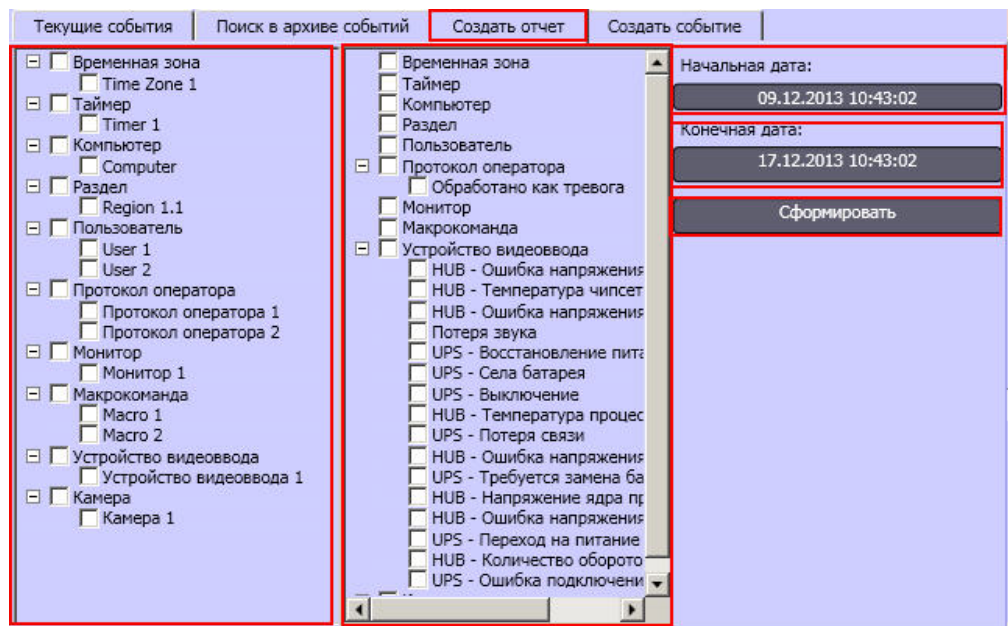 Текущие события
Поиск в архиве событий
Создать отчет
Создать событие
Временная зона
Time Zone 1
Таймер
Timer 1
Компьютер
Computer
Раздел
Region 1.1
Пользователь
User 1
User 2
Протокол оператора
Протокол оператора 1
Протокол оператора 2
Монитор
Монитор 1
Макрокоманда
Macro 1
Macro 2
Устройство видеоввода
Устройство видеоввода 1
Камера
Камера 1
Временная зона
Таймер
Компьютер
Раздел
Пользователь
Протокол оператора
Обработано как тревога
Монитор
Макрокоманда
Устройство видеоввода
HUB - Ошибка напряжения
HUB - Температура чипсет
HUB - Ошибка напряжения
Потеря звука
UPS - Восстановление пита
UPS - Села батарея
UPS - Выключение
HUB - Температура процес
UPS - Потеря связи
HUB - Ошибка напряжения
UPS - Требуется замена ба
HUB - Напряжение ядра пр
HUB - Ошибка напряжения
UPS - Переход на питание
HUB - Количество оборото
UPS - Ошибка подключени
Начальная дата:
09.12.2013 10:43:02
Конечная дата:
17.12.2013 10:43:02
Сформировать